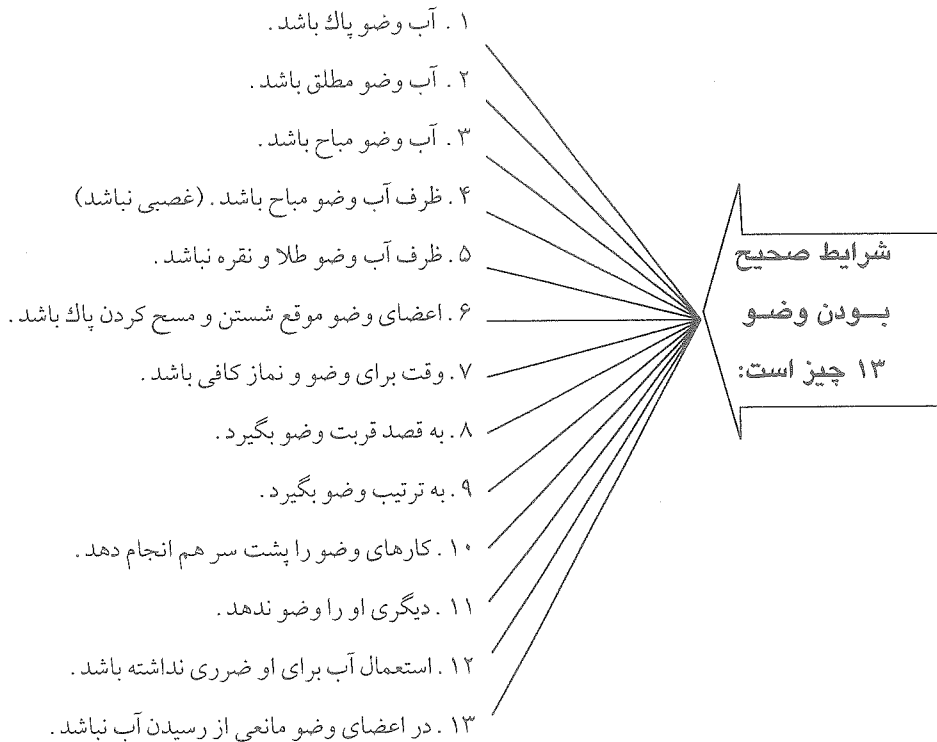 شرایط صحیح
بـودن وضـو
۱۳ چیز است:
۱. آب وضو پاك باشد.
۲. آب وضو مطلق باشد.
۳. آب وضو مباح باشد.
۴. ظرف آب وضو مباح باشد. (غصبی نباشد)
۵. ظرف آب وضو طلا و نقره نباشد.
۶. اعضای وضو موقع شستن و مسح کردن پاك باشد.
۷. وقت برای وضو و نماز کافی باشد.
۸. به قصد قربت وضو بگیرد.
۹. به ترتیب وضو بگیرد.
۱۰. کارهای وضو را پشت سر هم انجام دهد.
۱۱. دیگری او را وضو ندهد.
۱۲. استعمال آب برای او ضرری نداشته باشد.
۱۳. در اعضای وضو مانعی از رسیدن آب نباشد.